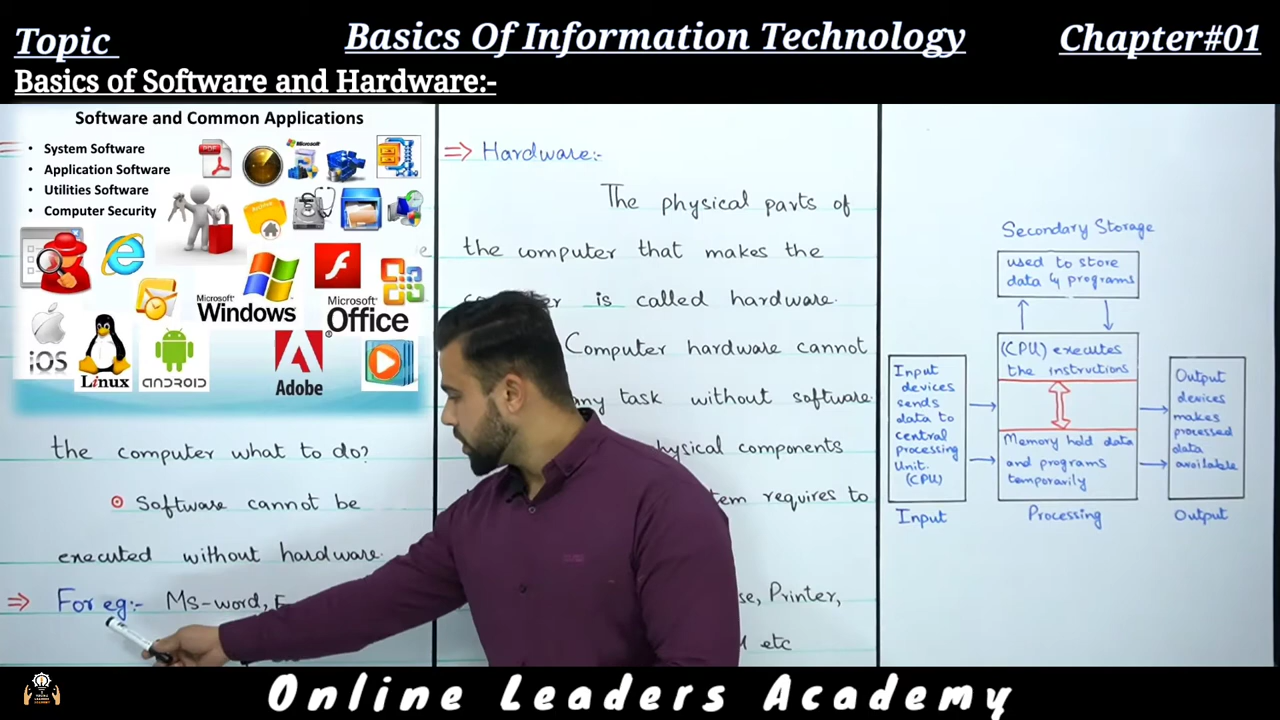 Topic
Basics Of Information Technology
Chapter#01
Basics of Software and Hardware:-
Software and Common Applications
• System Software
• Application Software
• Utilities Software
• Computer Security
PDF
Microsoft
Archive
Microsoft
Windows
Microsoft
Office
iOS
Linux
ANDROID
Adobe
the computer what to do?
Software cannot be
executed without hardware.
⇒ For eg:- Ms-word,
⇒ Hardware:-
The physical parts of
the computer that makes the
is called hardware.
Computer hardware cannot
any task without software.
components
requires to
Printer,
etc
Secondary Storage
used to store
data & programs
(CPU) executes
the instructions
Memory hold data
and programs
temporarily
Processing
Input
devices
sends
data to
central
processing
Unit.
(CPU)
Input
Output
devices
makes
processed
data
available
Output
Online Leaders Academy